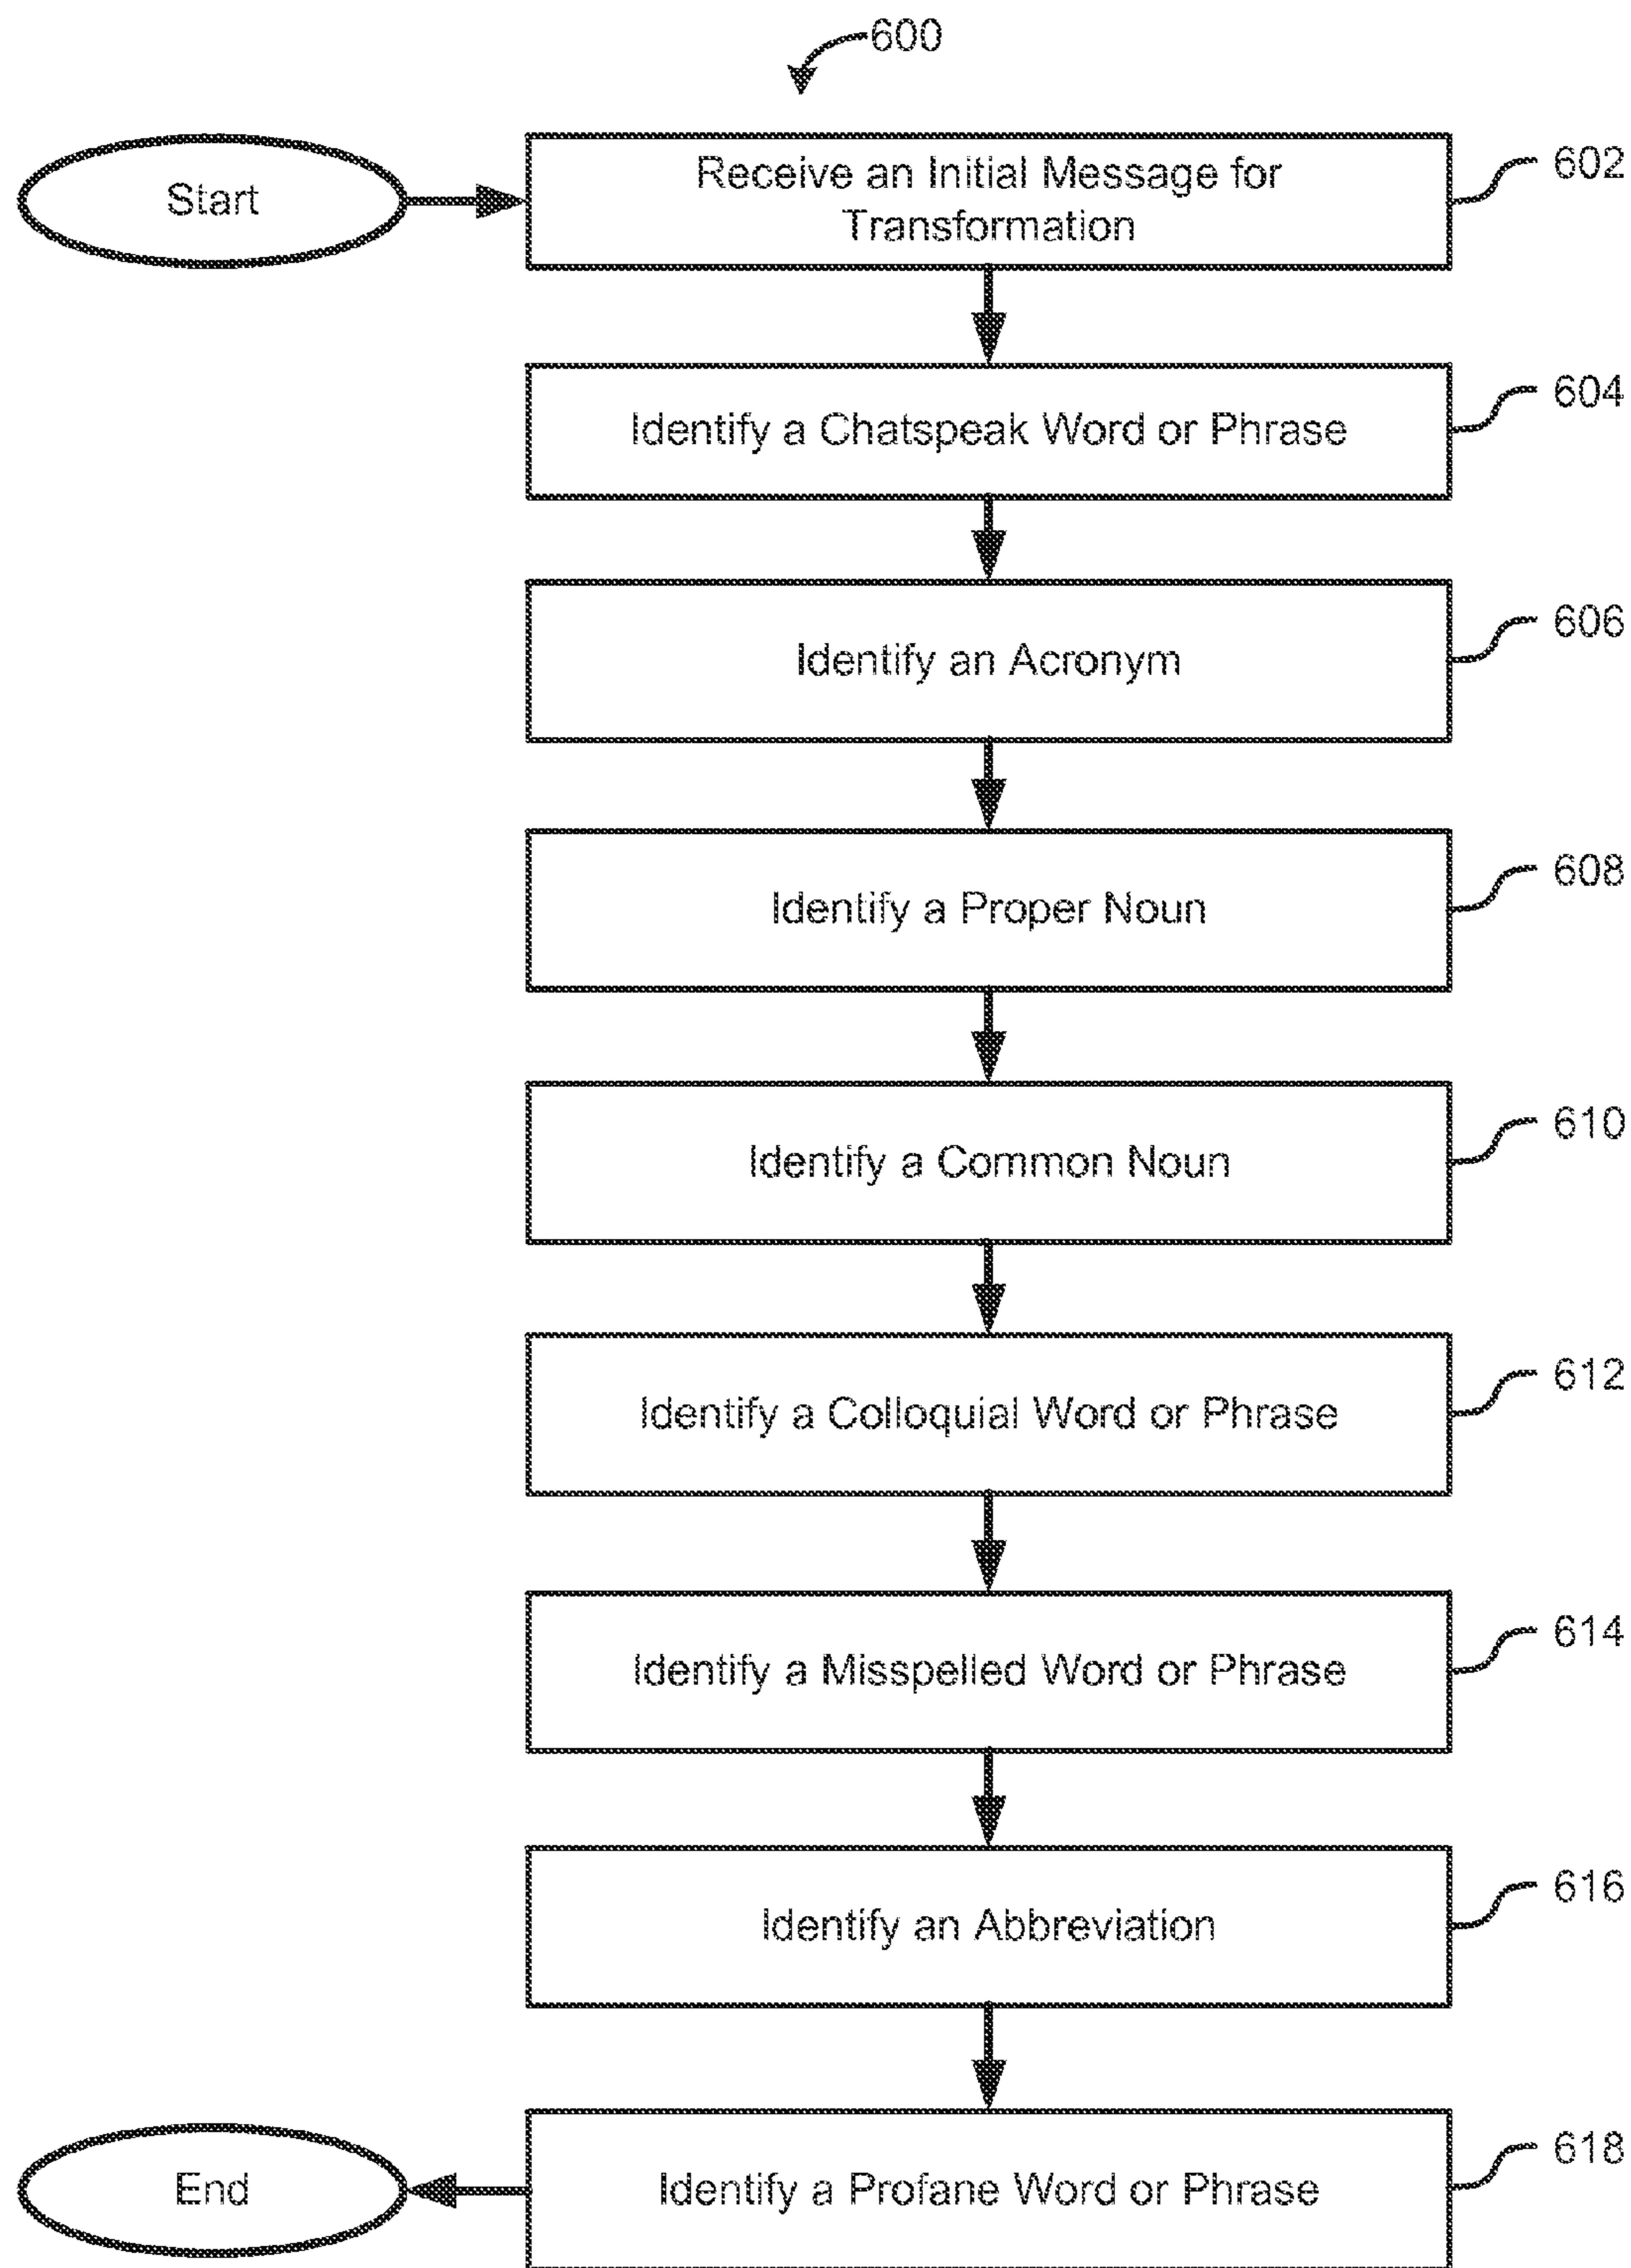 600
Start
Receive an Initial Message for
Transformation
602
Identify a Chatspeak Word or Phrase
604
Identify an Acronym
606
Identify a Proper Noun
608
Identify a Common Noun
610
Identify a Colloquial Word or Phrase
612
Identify a Misspelled Word or Phrase
614
Identify an Abbreviation
616
End
Identify a Profane Word or Phrase
618